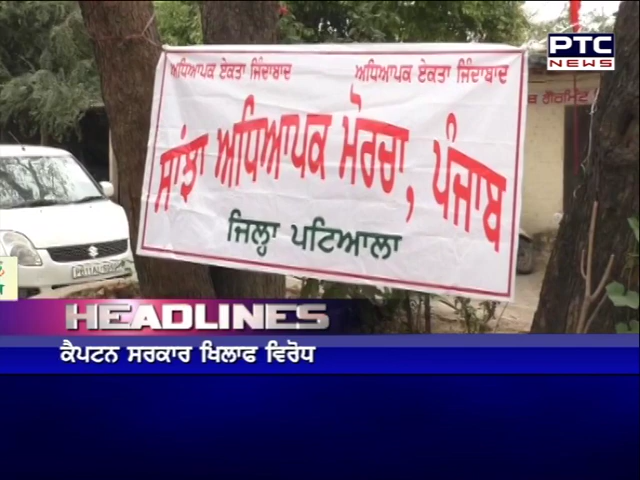 PTC
NEWS
ਅਧਿਆਪਕ ਏਕਤਾ ਜਿੰਦਾਬਾਦ ਅਧਿਆਪਕ ਏਕਤਾ ਜਿੰਦਾਬਾਦ
ਸਾਂਝਾ ਅਧਿਆਪਕ ਮੋਰਚਾ, ਪੰਜਾਬ
ਜਿਲ੍ਹਾ ਪਟਿਆਲਾ
HEADLINES
ਕੈਪਟਨ ਸਰਕਾਰ ਖਿਲਾਫ ਵਿਰੋਧ